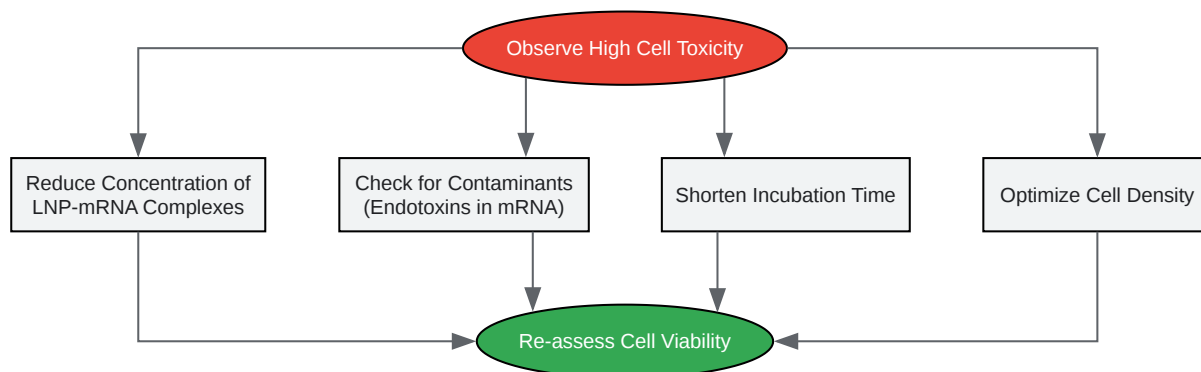 Observe High Cell Toxicity
Reduce Concentration of
LNP-mRNA Complexes
Check for Contaminants
(Endotoxins in mRNA)
Shorten Incubation Time
Optimize Cell Density
Re-assess Cell Viability